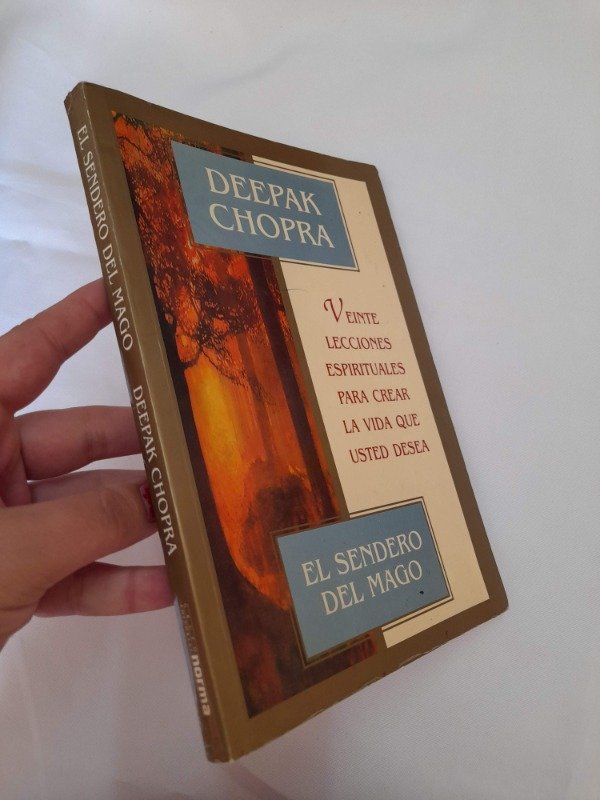 DEEPAK
CHOPRA
VEINTE
LECCIONES
ESPIRITUALES
PARA CREAR
LA VIDA QUE
USTED DESEA
EL SENDERO
DEL MAGO
EL SENDERO DEL MAGO DEEPAK CHOPRA
norma